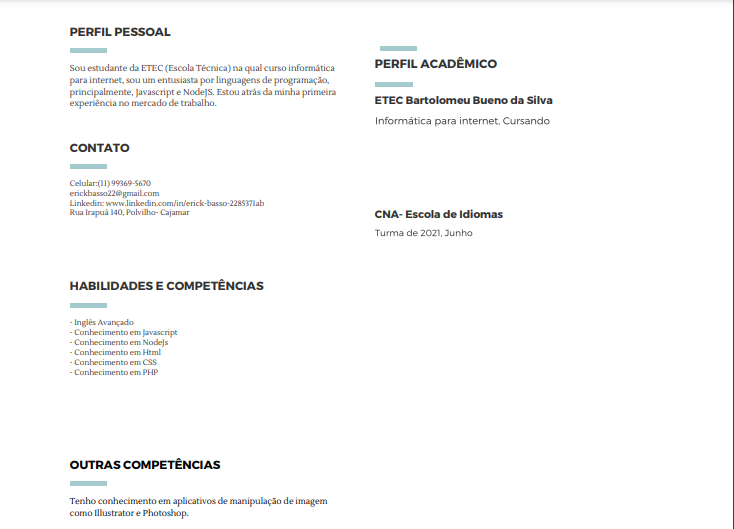 PERFIL PESSOAL
Sou estudante da ETEC (Escola Técnica) na qual curso informática
para internet, sou um entusiasta por linguagens de programação,
principalmente, Javascript e NodeJS. Estou atrás da minha primeira
experiência no mercado de trabalho.
CONTATO
Celular:(11) 99369-5670
erickbasso22@gmail.com
Linkedin: www.linkedin.com/in/erick-basso-2285371ab
Rua Irapuã 140, Polvilho- Cajamar
HABILIDADES E COMPETÊNCIAS
- Inglês Avançado
- Conhecimento em Javascript
- Conhecimento em NodeJs
- Conhecimento em Html
- Conhecimento em CSS
- Conhecimento em PHP
OUTRAS COMPETÊNCIAS
Tenho conhecimento em aplicativos de manipulação de imagem
como Illustrator e Photoshop.
PERFIL ACADÊMICO
ETEC Bartolomeu Bueno da Silva
Informática para internet, Cursando
CNA- Escola de Idiomas
Turma de 2021, Junho